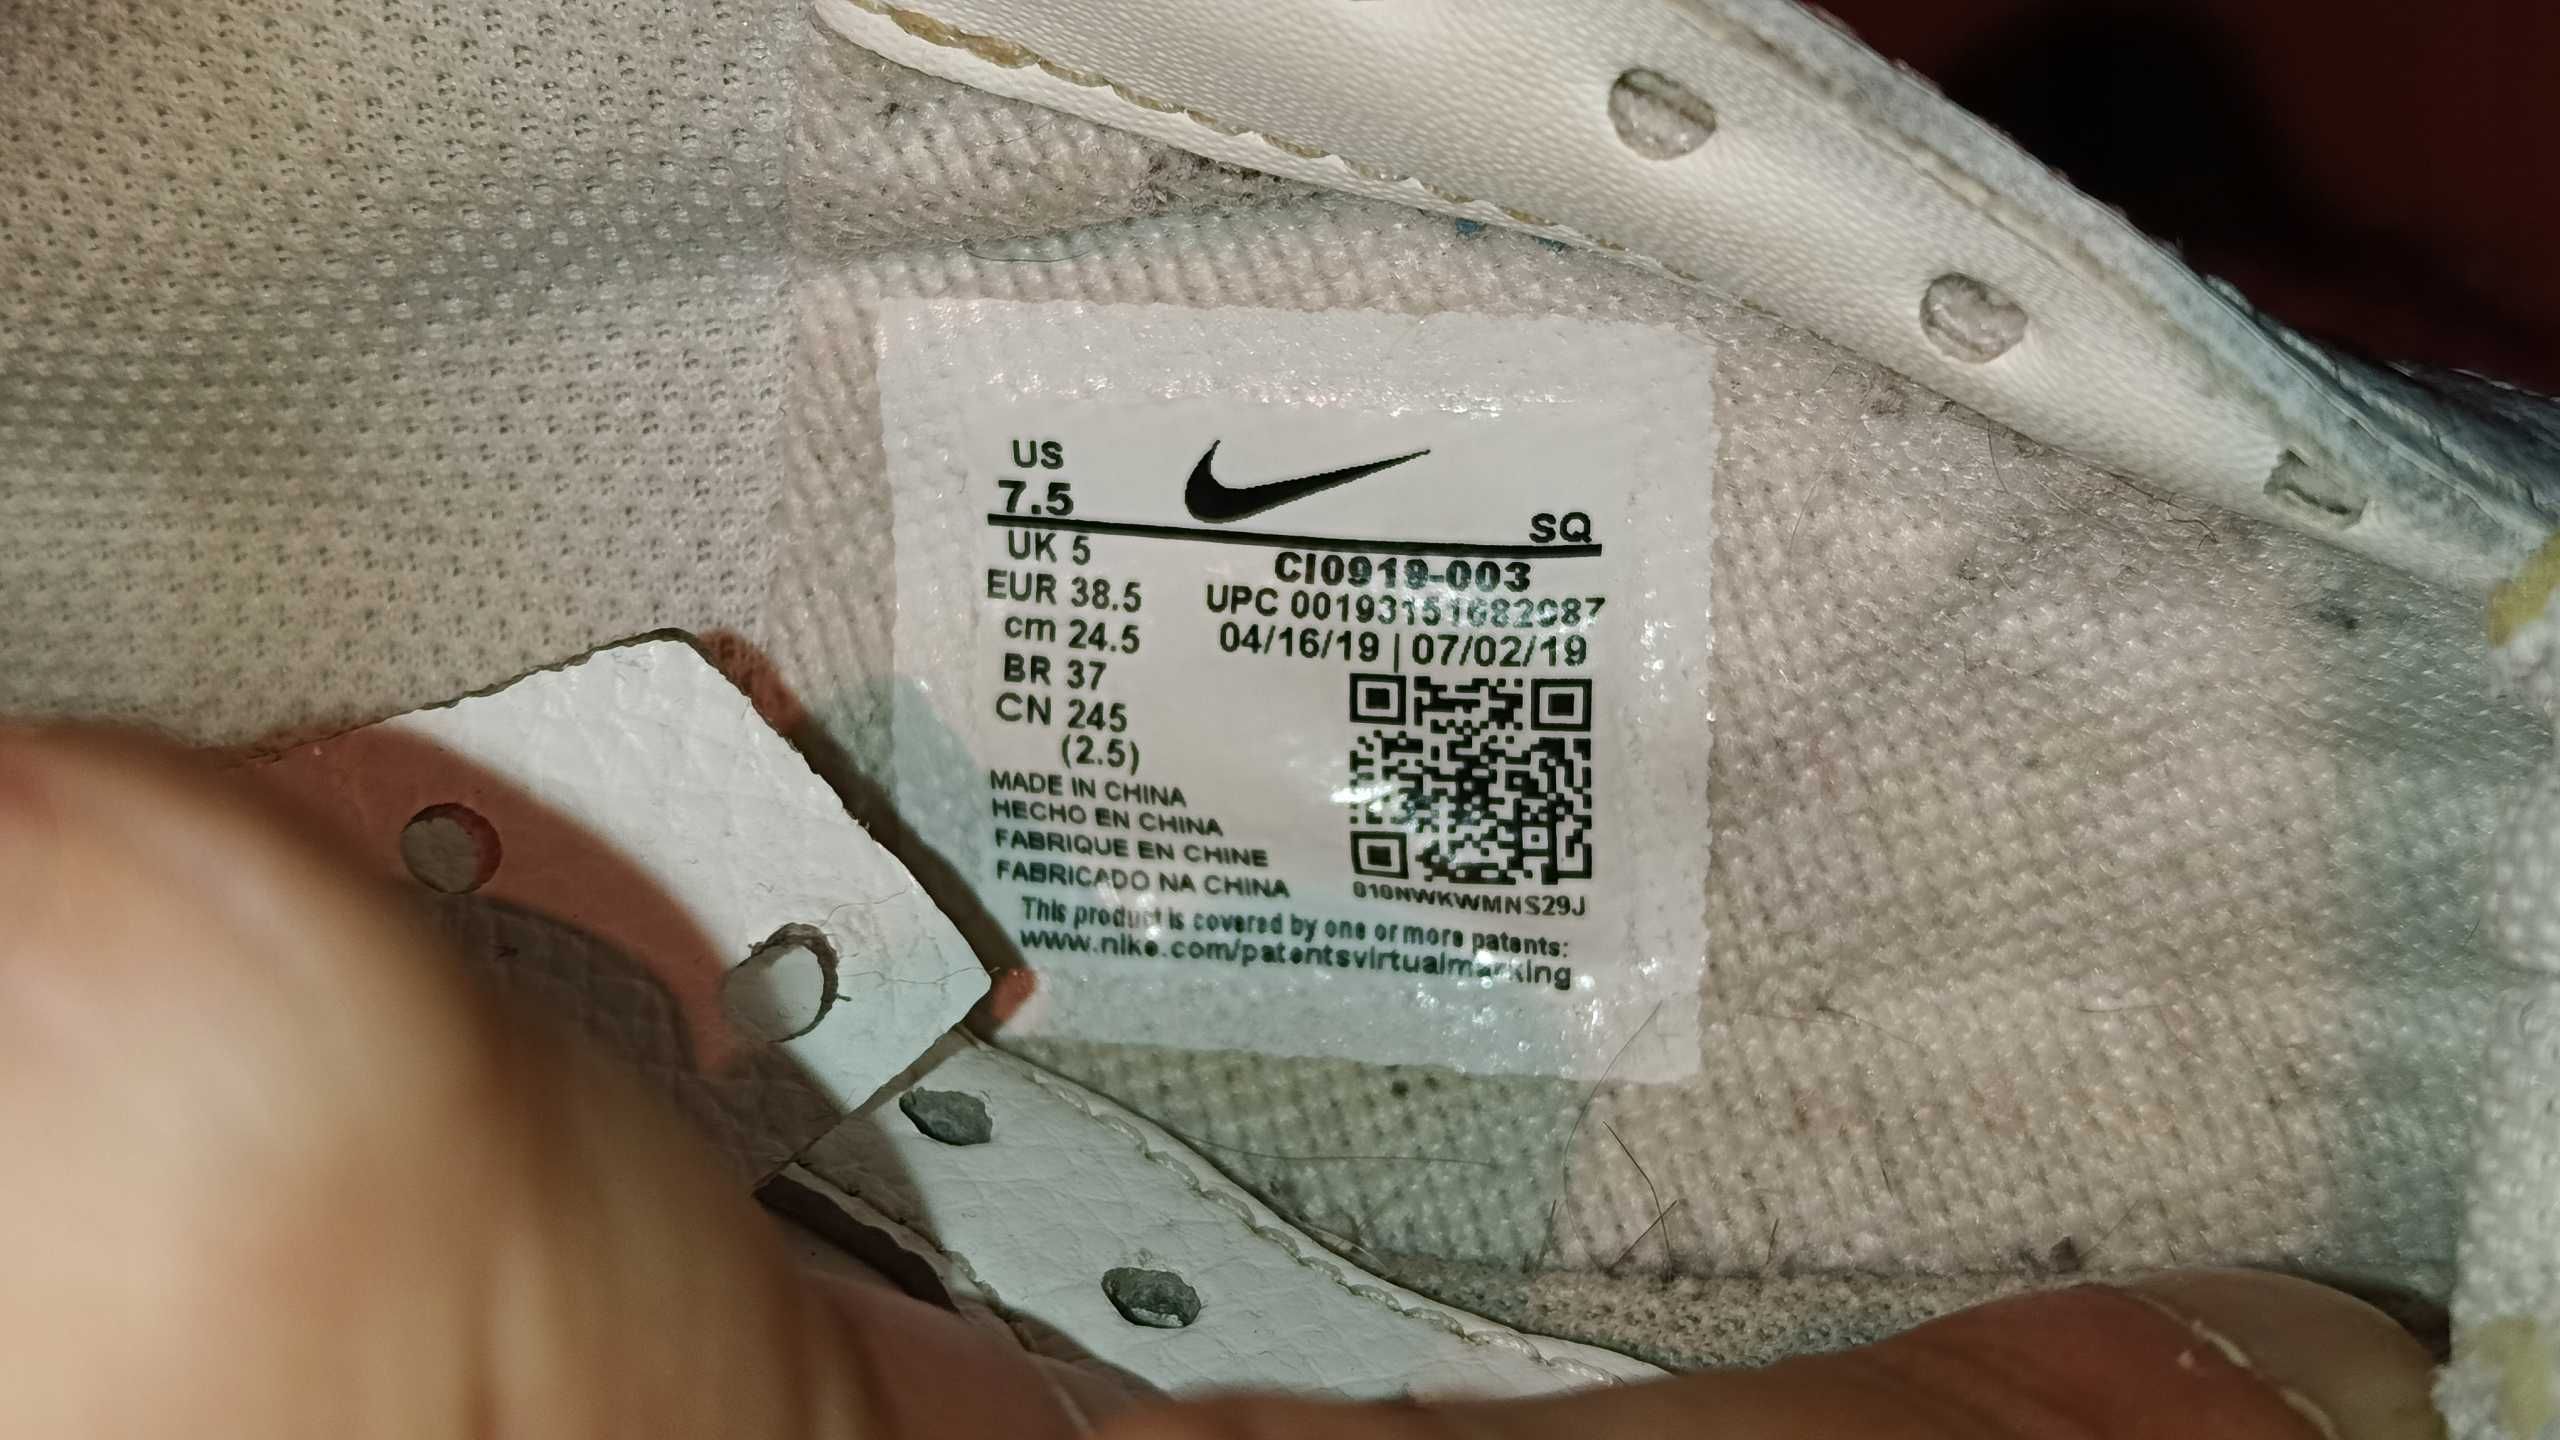 US
7.5
SQ
UK 5
CI0919-003
EUR 38.5
UPC 00193151682987
cm 24.5
04/16/19 | 07/02/19
BR 37
CN 245
(2.5)
MADE IN CHINA
HECHO EN CHINA
FABRIQUE EN CHINE
FABRICADO NA CHINA
010NWKWMNS29J
This product is covered by one or more patents:
www.nike.com/patentsvirtualmarking